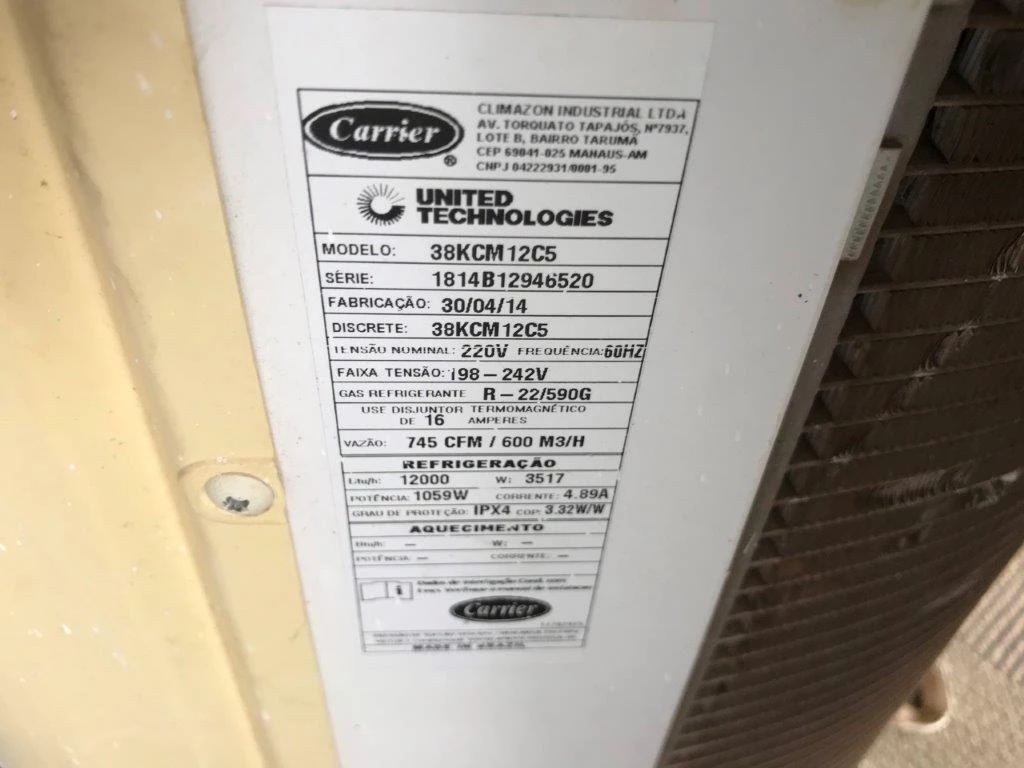 Carrier
®
CLIMAZON INDUSTRIAL LTDA
AV. TORQUATO TAPAJÓS, Nº7937,
LOTE B, BAIRRO TARUMÃ
CEP 69041-025 MANAUS-AM
CNPJ 04222931/0001-95
UNITED
TECHNOLOGIES
MODELO: 38KCM12C5
SÉRIE: 1814B12946520
FABRICAÇÃO: 30/04/14
DISCRETE: 38KCM12C5
TENSÃO NOMINAL: 220V FREQUÊNCIA:60HZ
FAIXA TENSÃO: 198-242V
GAS REFRIGERANTE R-22/590G
USE DISJUNTOR TERMOMAGNÉTICO
DE 16 AMPERES
VAZÃO: 745 CFM / 600 M3/H
REFRIGERAÇÃO
Btu/h: 12000 W: 3517
POTÊNCIA: 1059W CORRENTE: 4.89A
GRAU DE PROTEÇÃO: IPX4 COP: 3.32W/W
AQUECIMENTO
Btu/h: — W: —
POTÊNCIA: — CORRENTE: —
Carrier
MADE IN BRAZIL